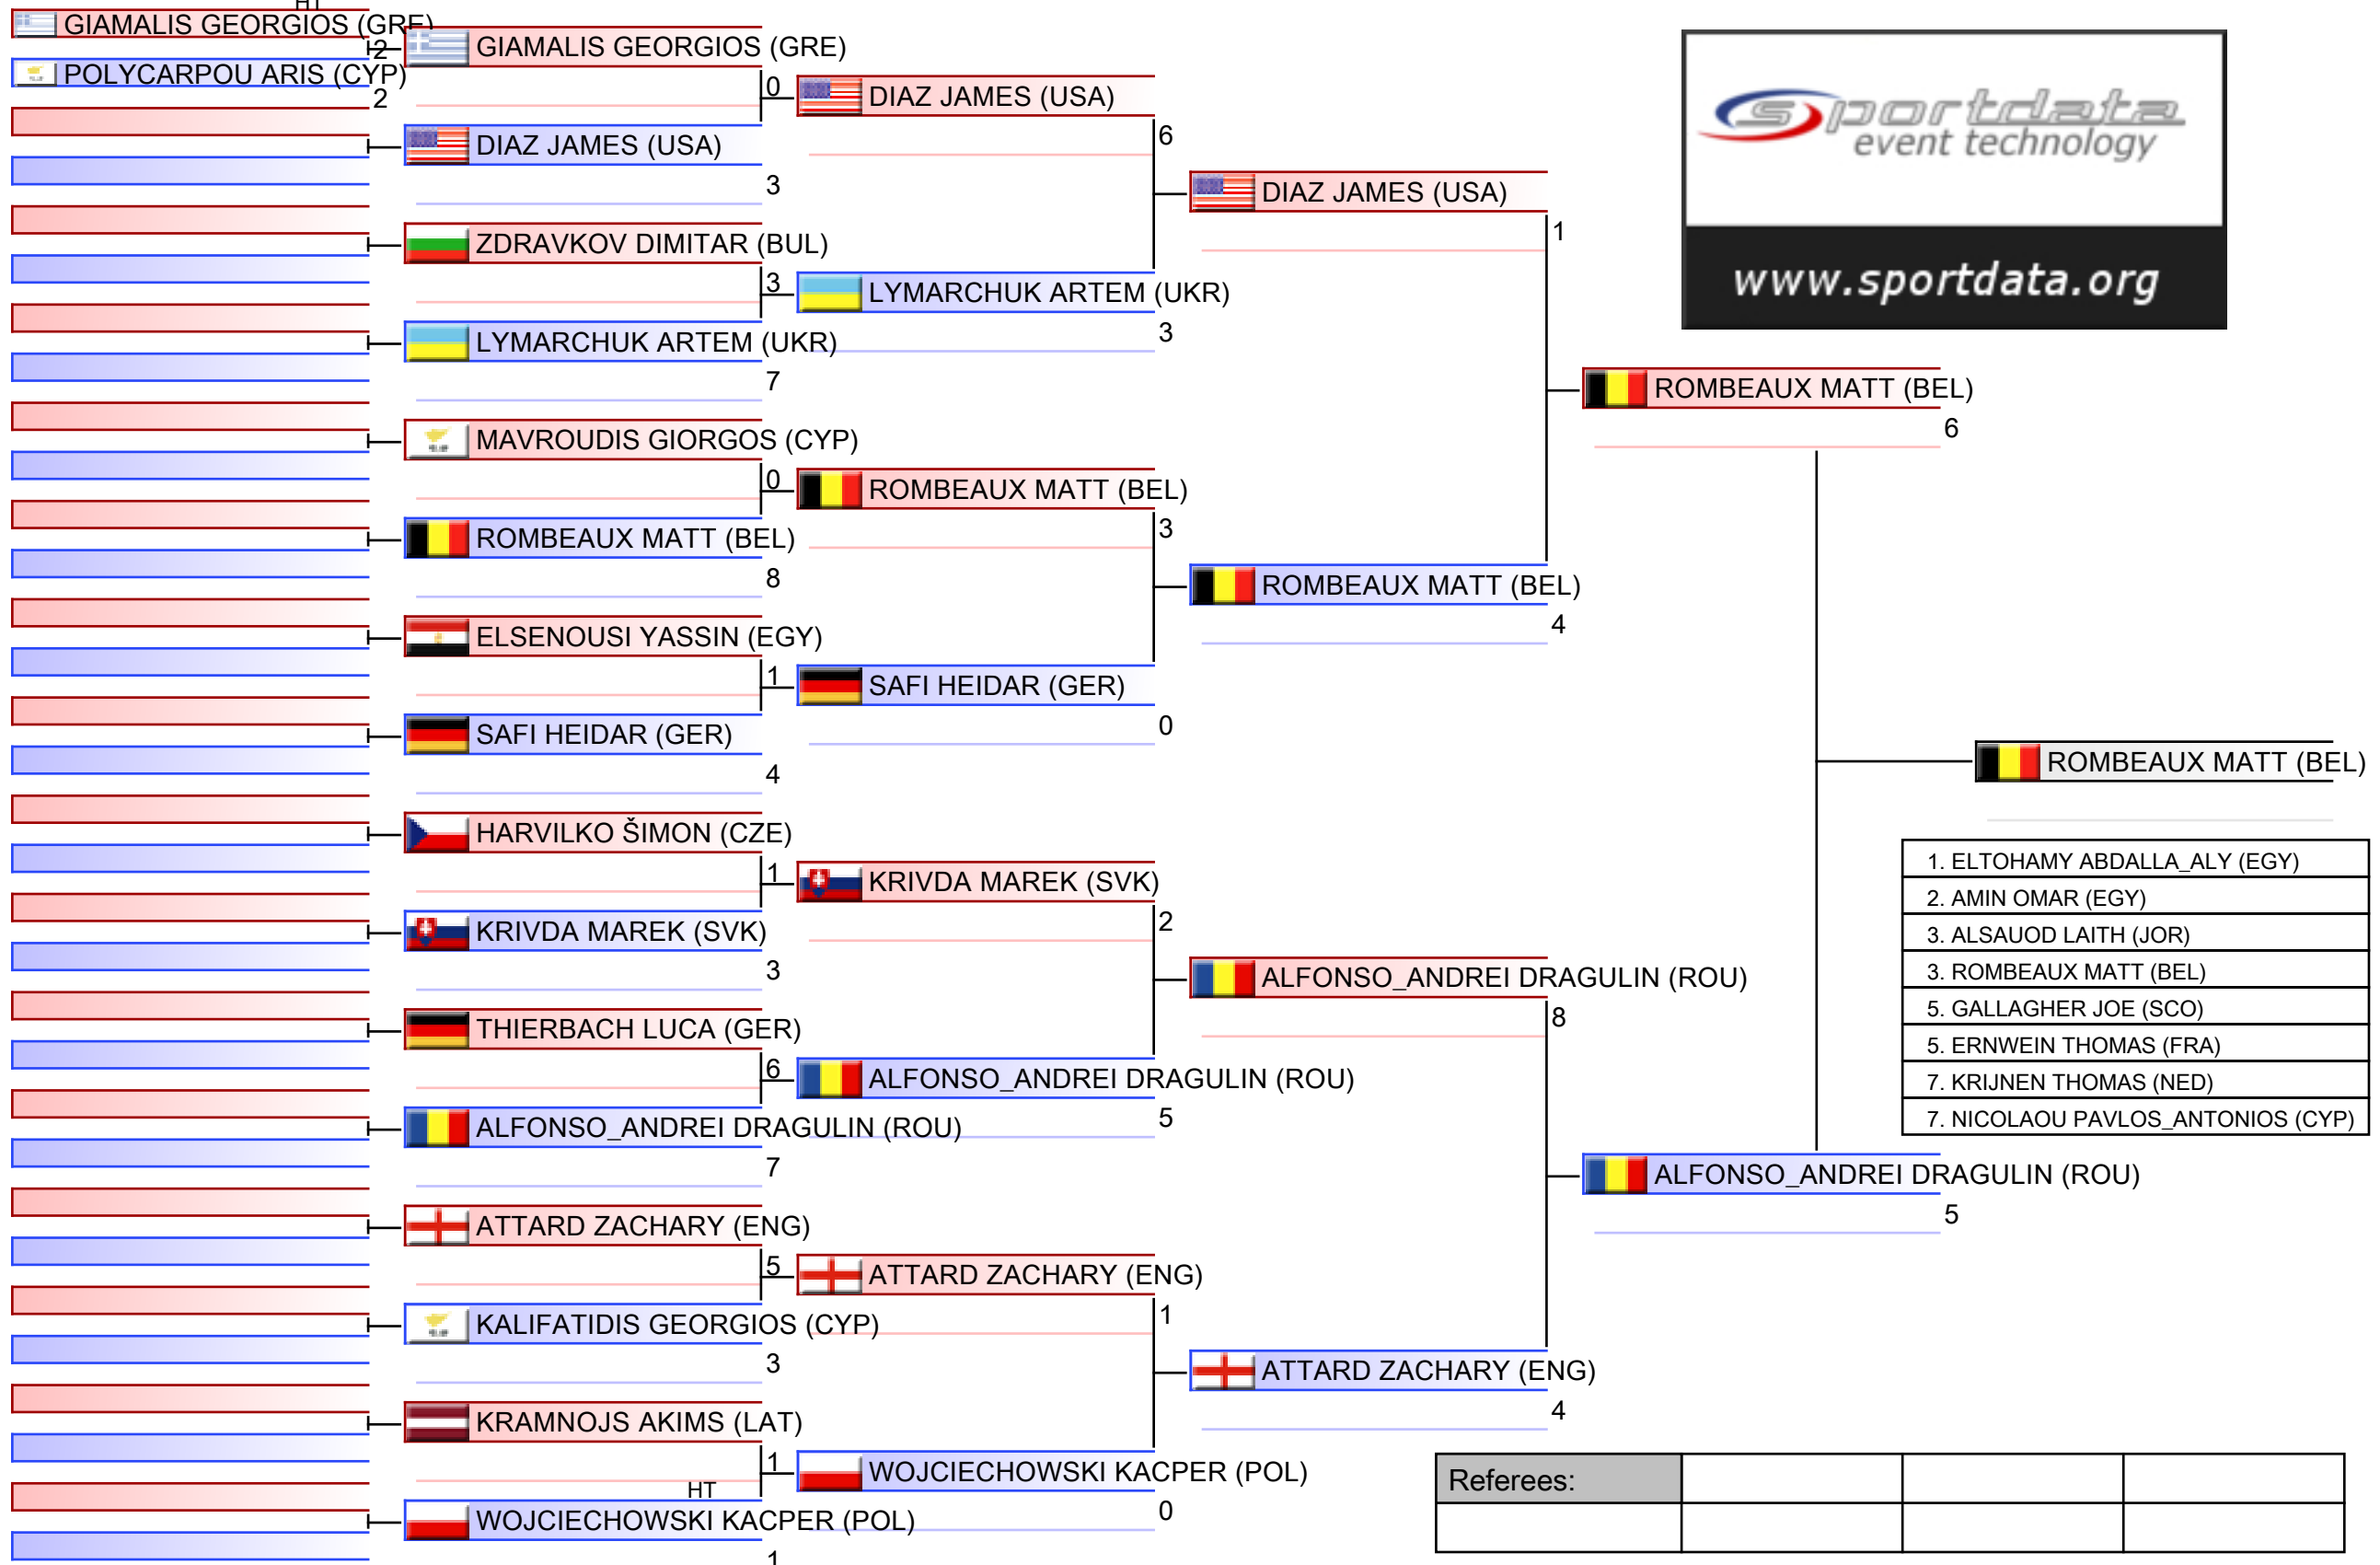 HT
GIAMALIS GEORGIOS (GRE)
2
POLYCARPOU ARIS (CYP)
2
GIAMALIS GEORGIOS (GRE)
0
DIAZ JAMES (USA)
3
ZDRAVKOV DIMITAR (BUL)
3
LYMARCHUK ARTEM (UKR)
7
MAVROUDIS GIORGOS (CYP)
0
ROMBEAUX MATT (BEL)
8
ELSENOUSI YASSIN (EGY)
1
SAFI HEIDAR (GER)
4
HARVILKO ŠIMON (CZE)
1
KRIVDA MAREK (SVK)
3
THIERBACH LUCA (GER)
6
ALFONSO_ANDREI DRAGULIN (ROU)
7
ATTARD ZACHARY (ENG)
5
KALIFATIDIS GEORGIOS (CYP)
3
KRAMNOJS AKIMS (LAT)
1
HT
WOJCIECHOWSKI KACPER (POL)
1
DIAZ JAMES (USA)
6
LYMARCHUK ARTEM (UKR)
3
ROMBEAUX MATT (BEL)
3
SAFI HEIDAR (GER)
0
KRIVDA MAREK (SVK)
2
ALFONSO_ANDREI DRAGULIN (ROU)
5
ATTARD ZACHARY (ENG)
1
WOJCIECHOWSKI KACPER (POL)
0
DIAZ JAMES (USA)
1
ROMBEAUX MATT (BEL)
4
ALFONSO_ANDREI DRAGULIN (ROU)
8
ATTARD ZACHARY (ENG)
4
ROMBEAUX MATT (BEL)
6
ALFONSO_ANDREI DRAGULIN (ROU)
5
ROMBEAUX MATT (BEL)
sportdata
event technology
www.sportdata.org
1. ELTOHAMY ABDALLA_ALY (EGY)
2. AMIN OMAR (EGY)
3. ALSAUOD LAITH (JOR)
3. ROMBEAUX MATT (BEL)
5. GALLAGHER JOE (SCO)
5. ERNWEIN THOMAS (FRA)
7. KRIJNEN THOMAS (NED)
7. NICOLAOU PAVLOS_ANTONIOS (CYP)
Referees: